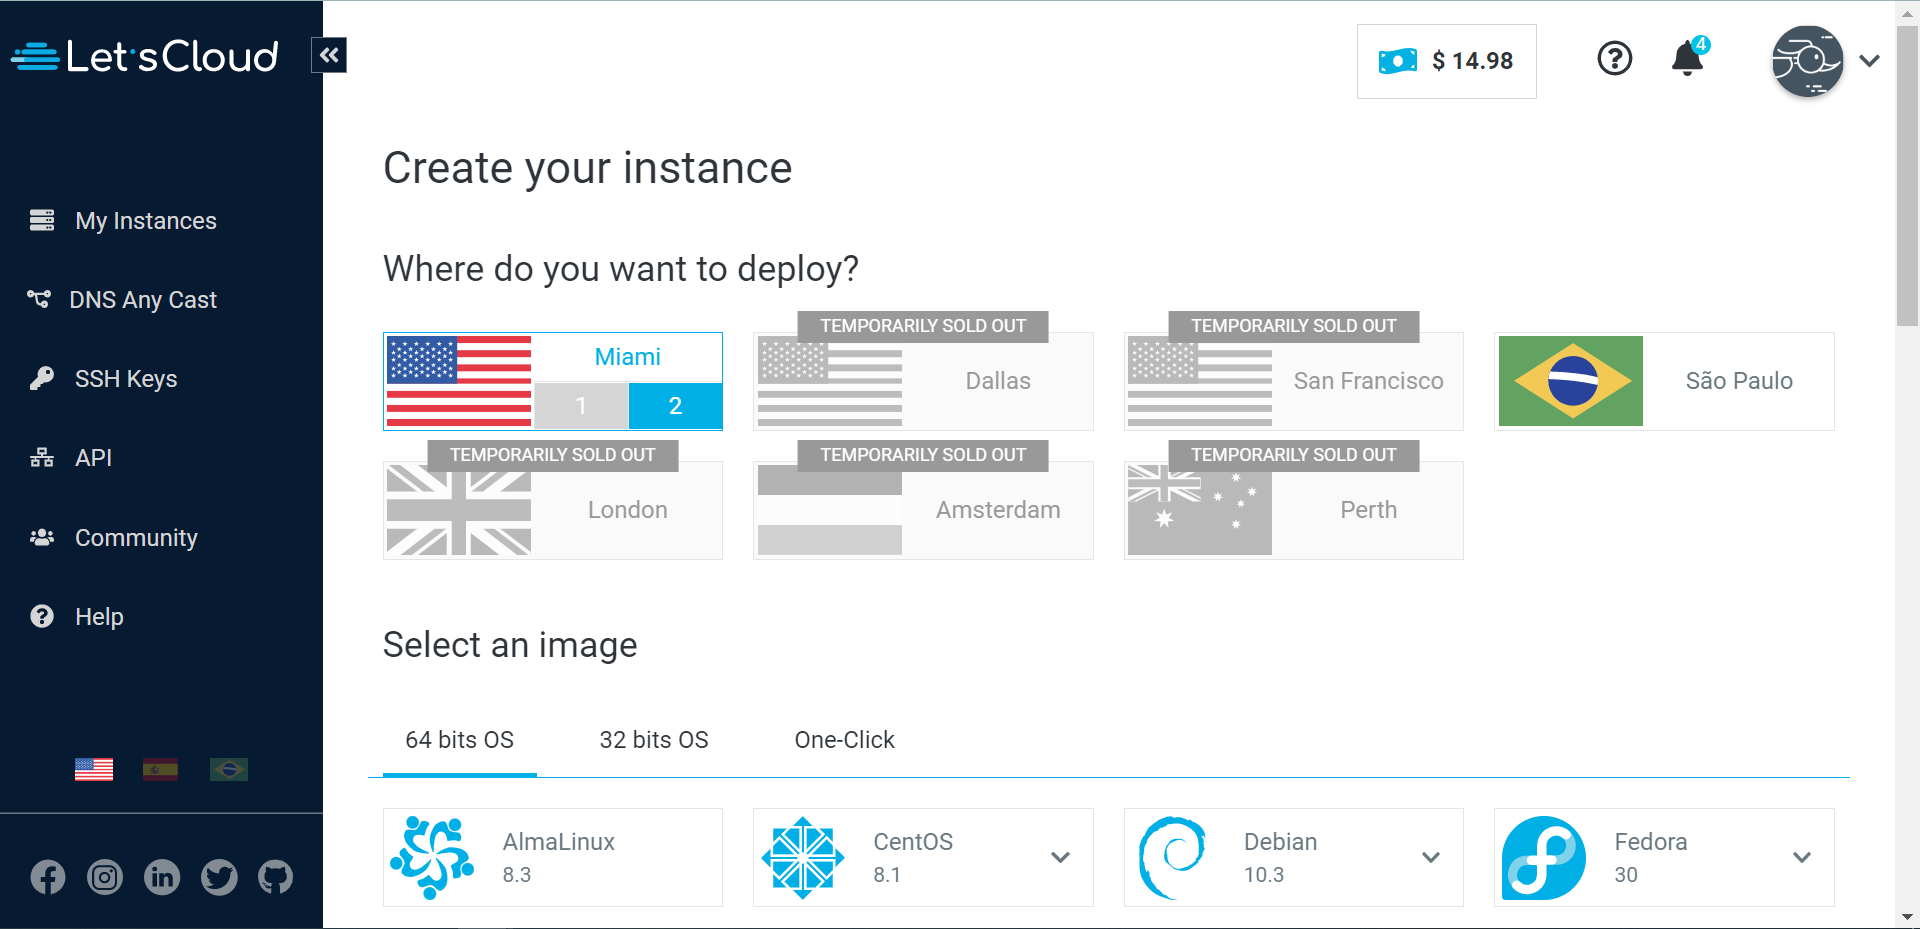 Let'sCloud
$ 14.98
4
My Instances
DNS Any Cast
SSH Keys
API
Community
Help
Create your instance
Where do you want to deploy?
Miami
1
2
TEMPORARILY SOLD OUT
Dallas
TEMPORARILY SOLD OUT
San Francisco
São Paulo
TEMPORARILY SOLD OUT
London
TEMPORARILY SOLD OUT
Amsterdam
TEMPORARILY SOLD OUT
Perth
Select an image
64 bits OS
32 bits OS
One-Click
AlmaLinux
8.3
CentOS
8.1
Debian
10.3
Fedora
30